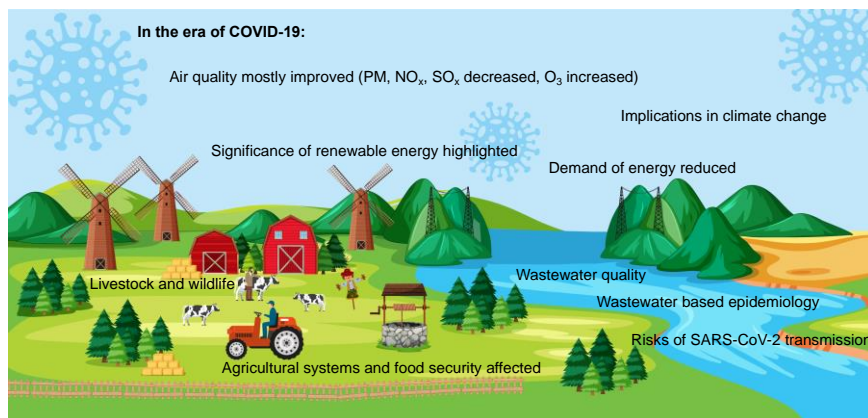 In the era of COVID-19:
Air quality mostly improved (PM, NOₓ, SOₓ decreased, O₃ increased)
Implications in climate change
Significance of renewable energy highlighted
Demand of energy reduced
Wastewater quality
Livestock and wildlife
Wastewater based epidemiology
Risks of SARS-CoV-2 transmission
Agricultural systems and food security affected